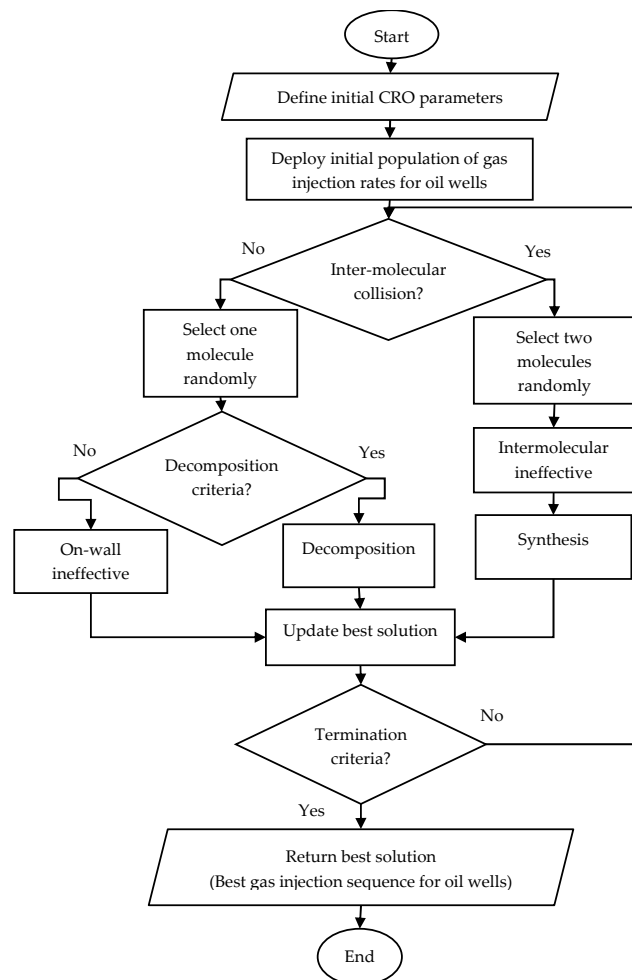 Start
Define initial CRO parameters
Deploy initial population of gas
injection rates for oil wells
No
Yes
Inter-molecular
collision?
Select one
molecule
randomly
Select two
molecules
randomly
No
Yes
Decomposition
criteria?
Intermolecular
ineffective
On-wall
ineffective
Decomposition
Synthesis
Update best solution
No
Termination
criteria?
Yes
Return best solution
(Best gas injection sequence for oil wells)
End